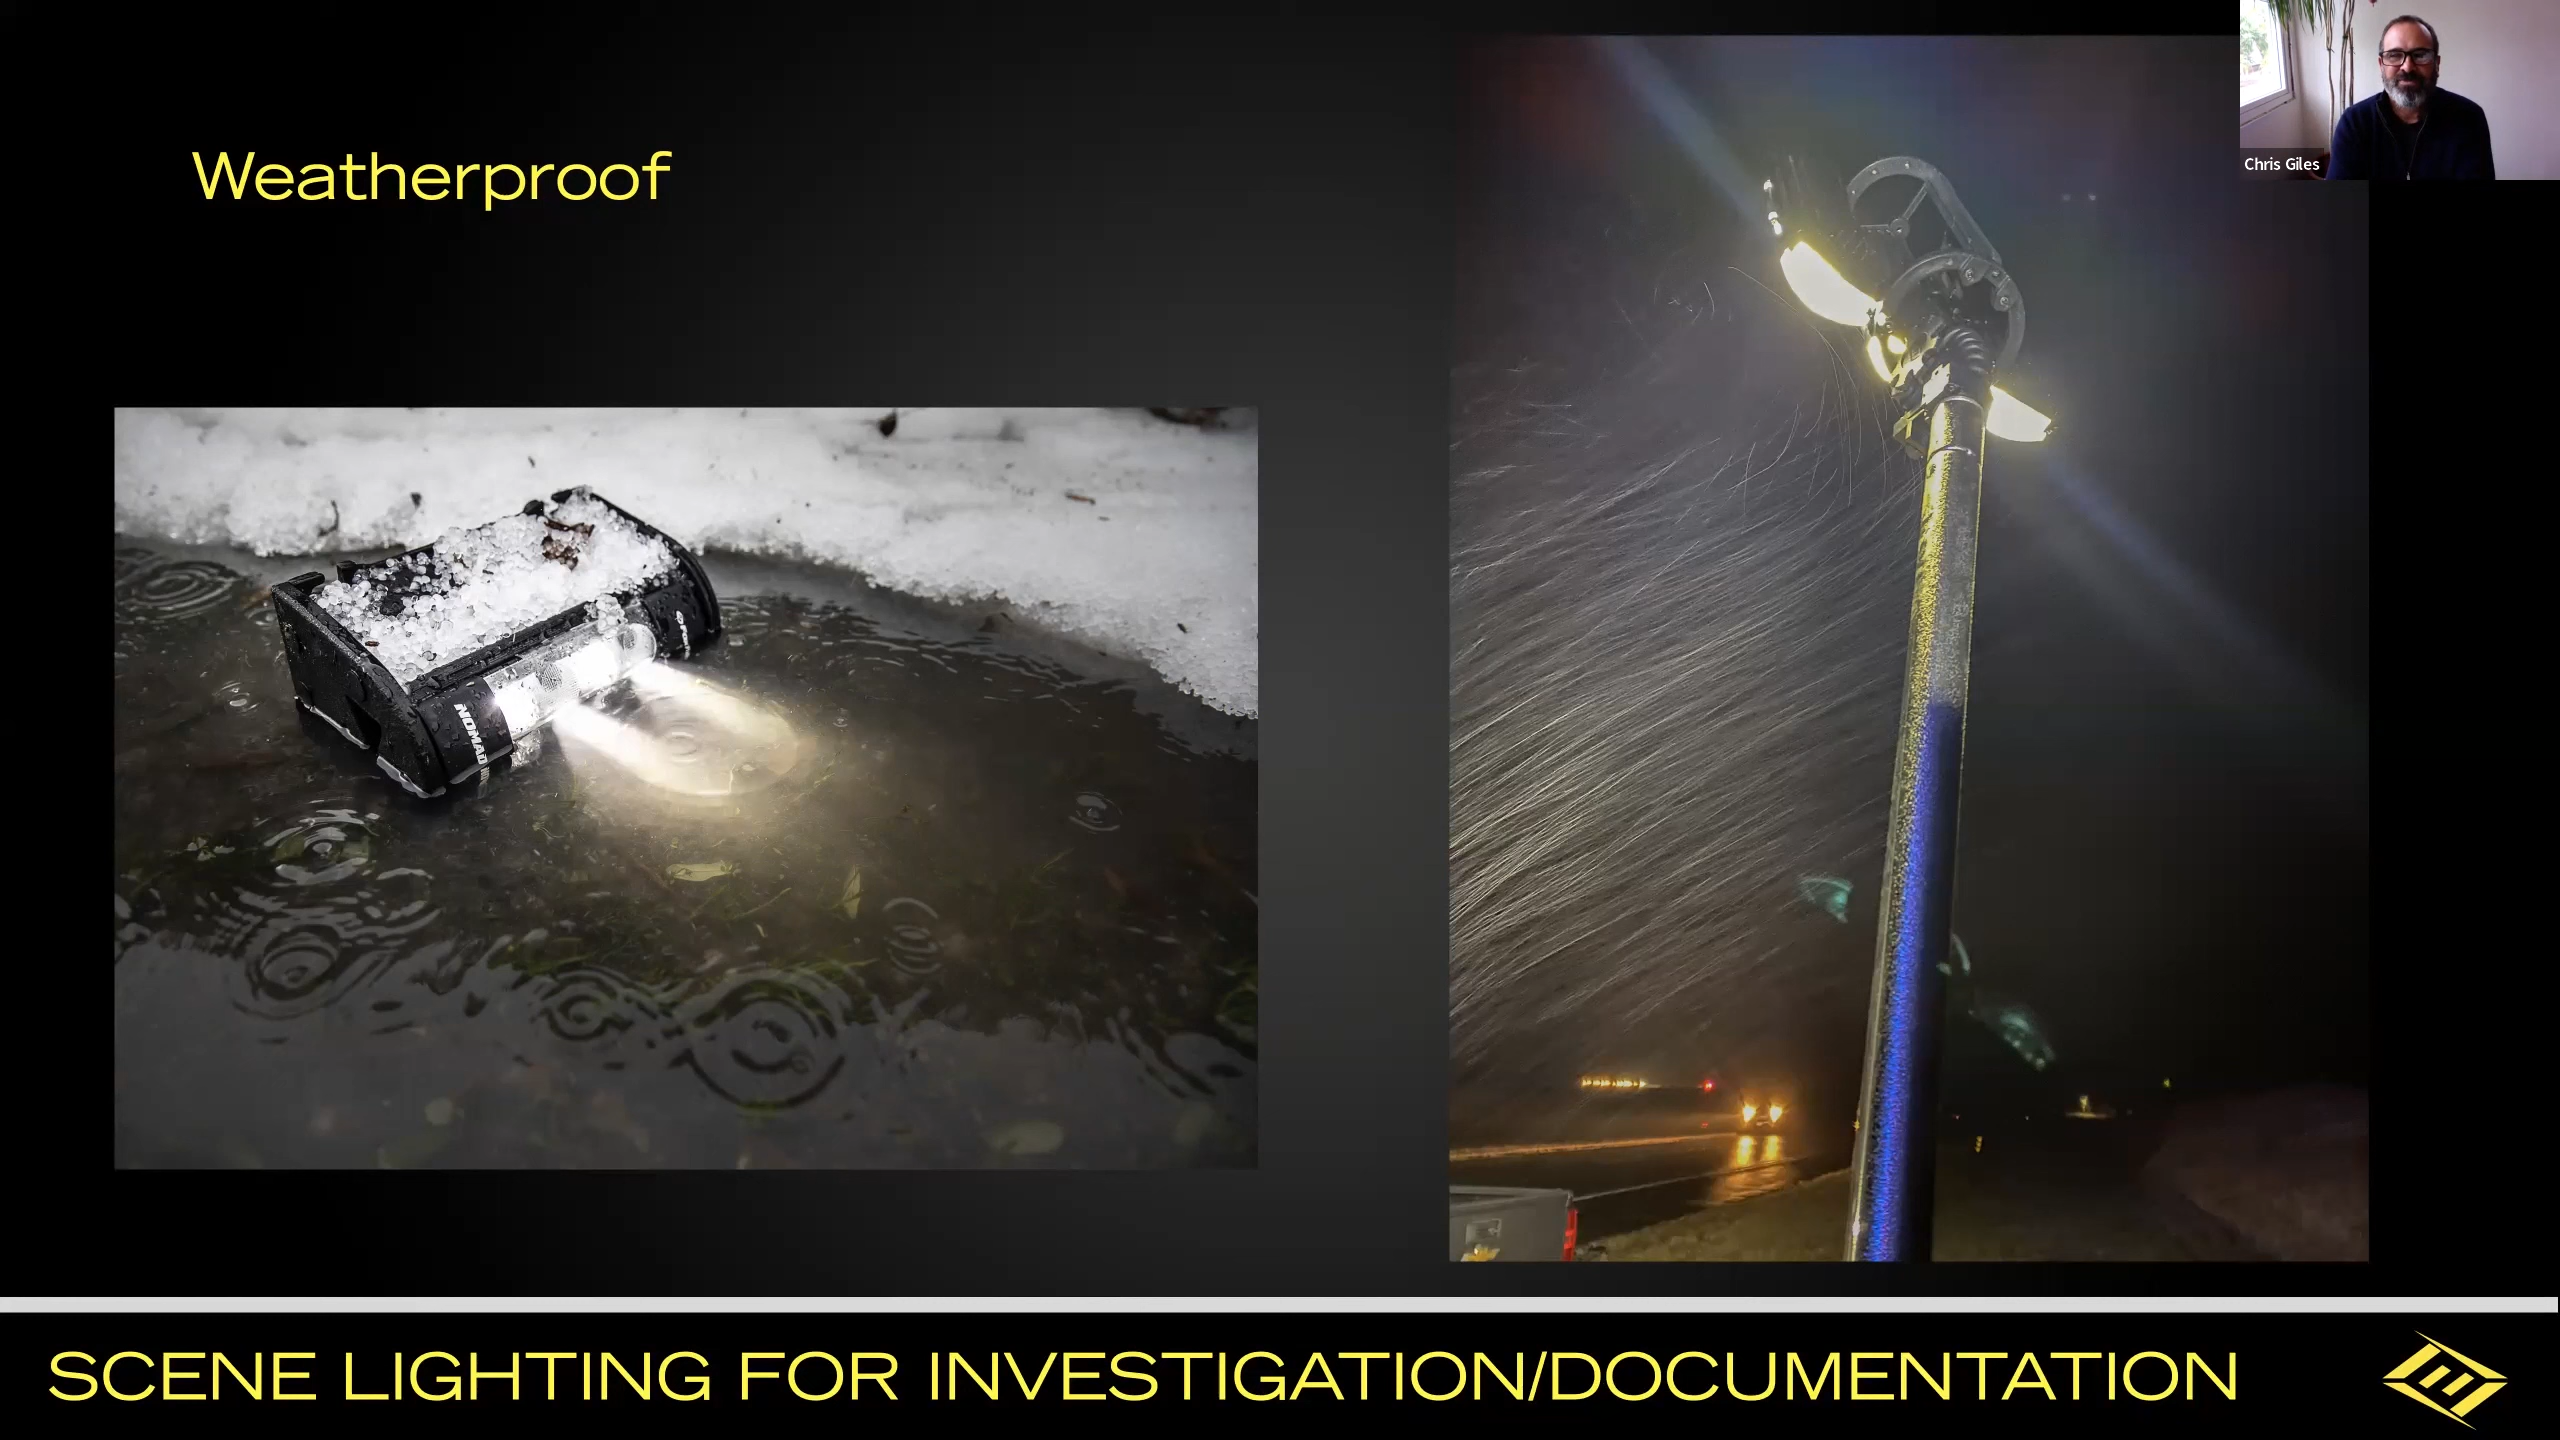 Weatherproof
Chris Giles
NOMAD
SCENE LIGHTING FOR INVESTIGATION/DOCUMENTATION